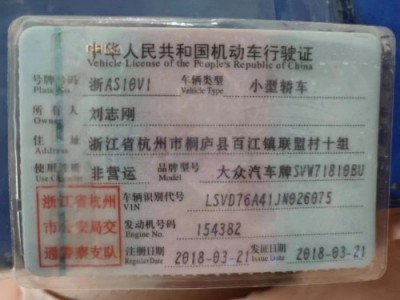 中华人民共和国机动车行驶证
Vehicle License of the People's Republic of China
号牌号码 浙AS10V1 车辆类型 小型轿车
Plate No. Vehicle Type
所有人 刘志刚
Owner
住址 浙江省杭州市桐庐县百江镇联盟村十组
Address
使用性质 非营运 品牌型号 大众汽车牌SVW71810BU
Use Character Model
浙江省杭州
市公安局交
通警察支队
车辆识别代号 LSVD76A41JN026075
VIN
发动机号码 154382
Engine No.
注册日期 2018-03-21 发证日期 2018-03-21
Register Date Issue Date